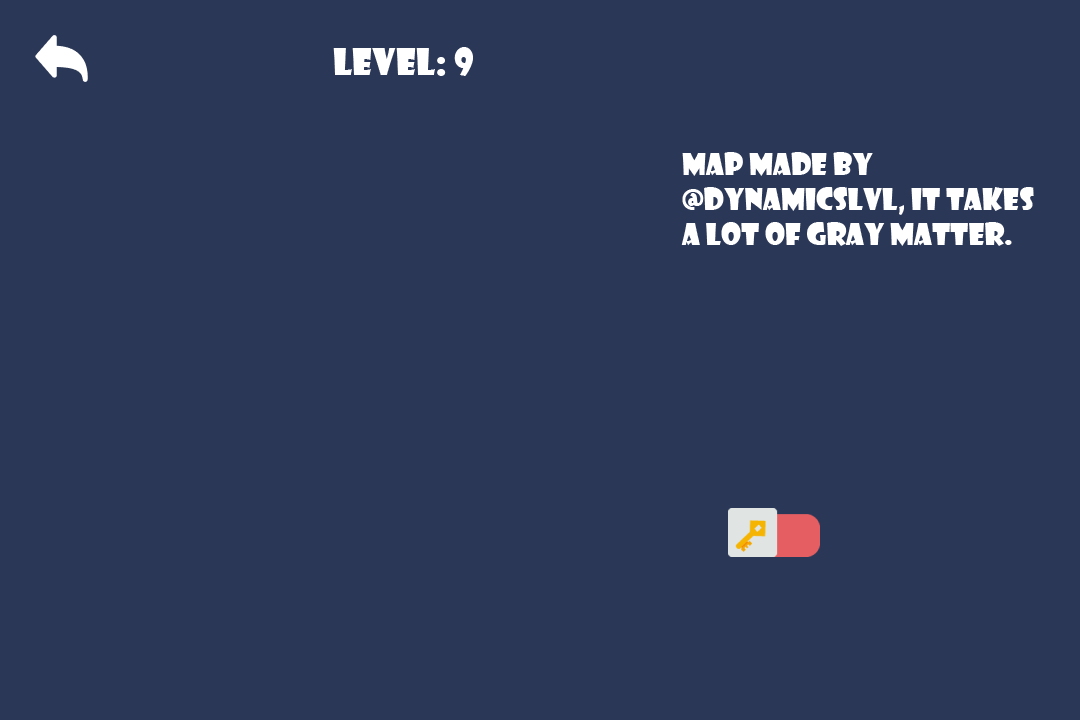 LEVEL: 9
MAP MADE BY
@DYNAMICSLVL, IT TAKES
A LOT OF GRAY MATTER.